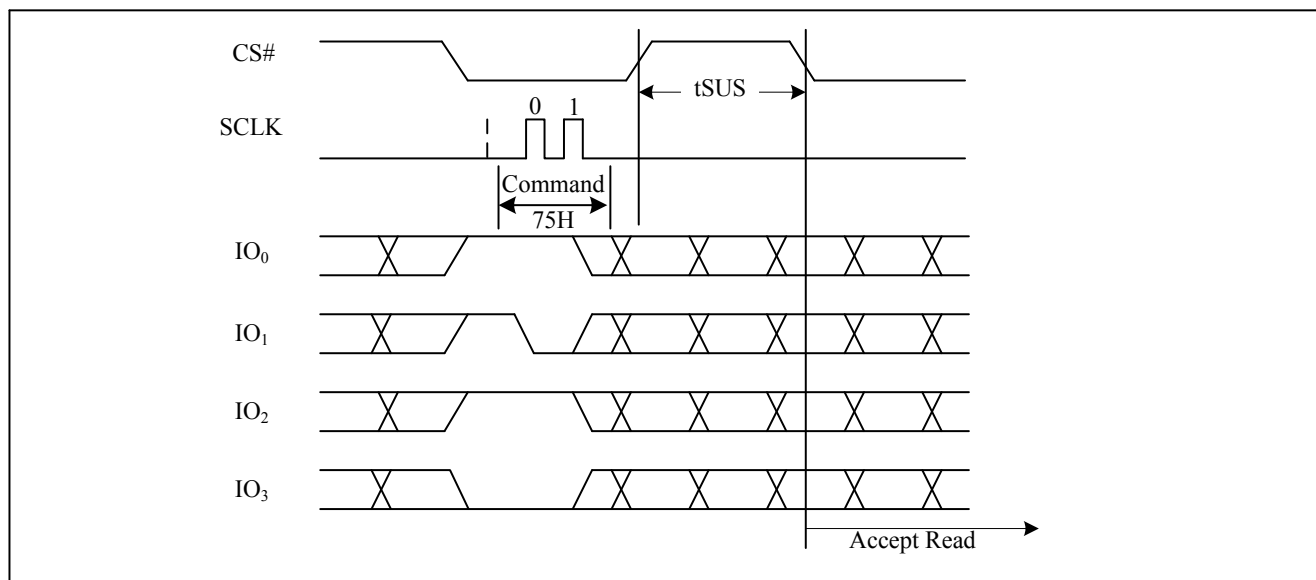 CS#
tSUS
0 1
SCLK
Command
75H
IO₀
IO₁
IO₂
IO₃
Accept Read